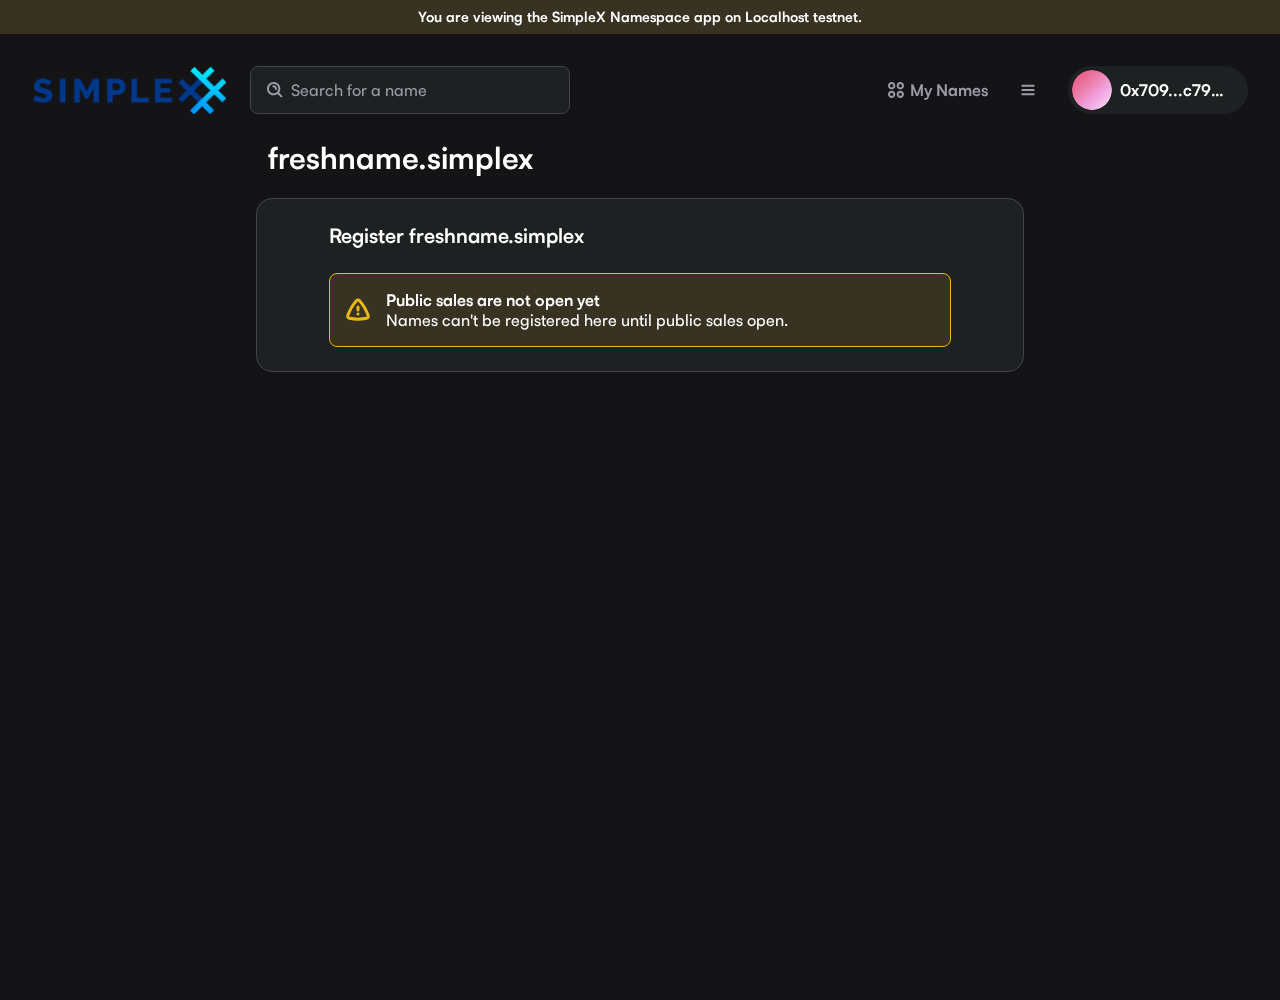 You are viewing the SimpleX Namespace app on Localhost testnet.
SIMPLEX
Search for a name
My Names
0x709...c79...
freshname.simplex
Register freshname.simplex
Public sales are not open yet
Names can't be registered here until public sales open.